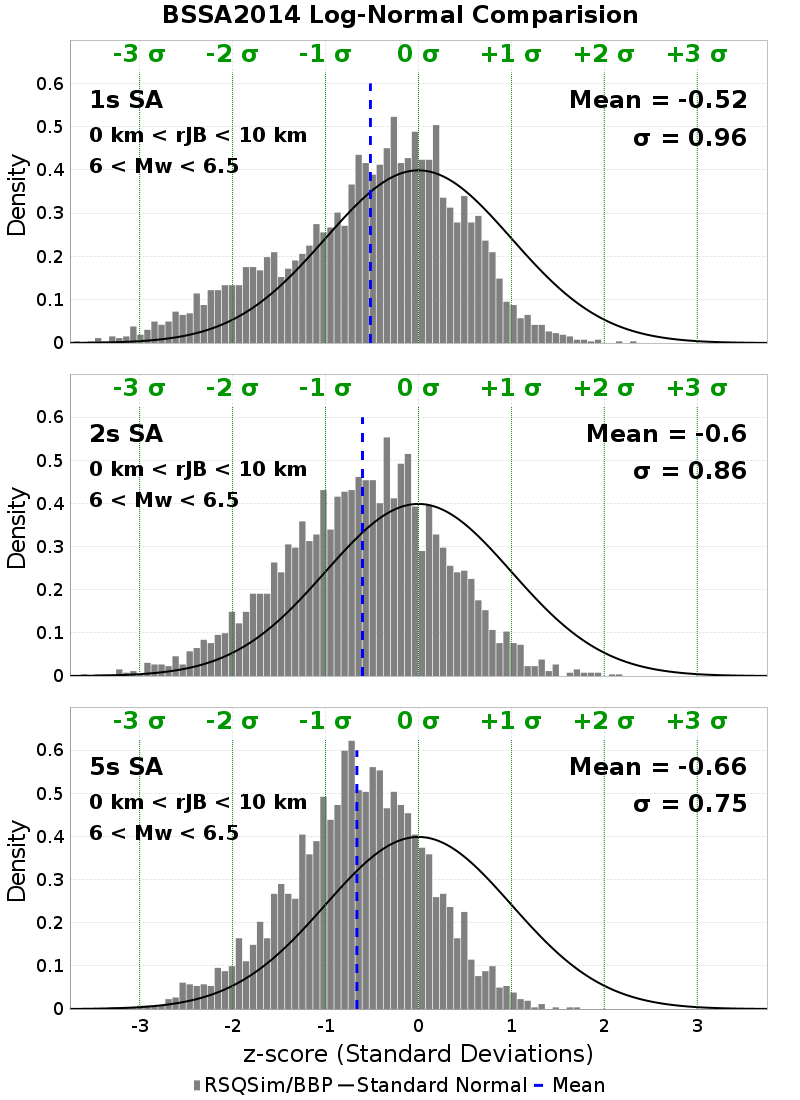 BSSA2014 Log-Normal Comparision
-3 σ -2 σ -1 σ 0 σ +1 σ +2 σ +3 σ
0.6
1s SA Mean = -0.52
0.5
0 km < rJB < 10 km σ = 0.96
6 < Mw < 6.5
0.4
0.3
0.2
0.1
0
Density
-3 σ -2 σ -1 σ 0 σ +1 σ +2 σ +3 σ
0.6
2s SA Mean = -0.6
0.5
0 km < rJB < 10 km σ = 0.86
6 < Mw < 6.5
0.4
0.3
0.2
0.1
0
Density
-3 σ -2 σ -1 σ 0 σ +1 σ +2 σ +3 σ
0.6
5s SA Mean = -0.66
0.5
0 km < rJB < 10 km σ = 0.75
6 < Mw < 6.5
0.4
0.3
0.2
0.1
0
Density
-3 -2 -1 0 1 2 3
z-score (Standard Deviations)
RSQSim/BBP Standard Normal Mean